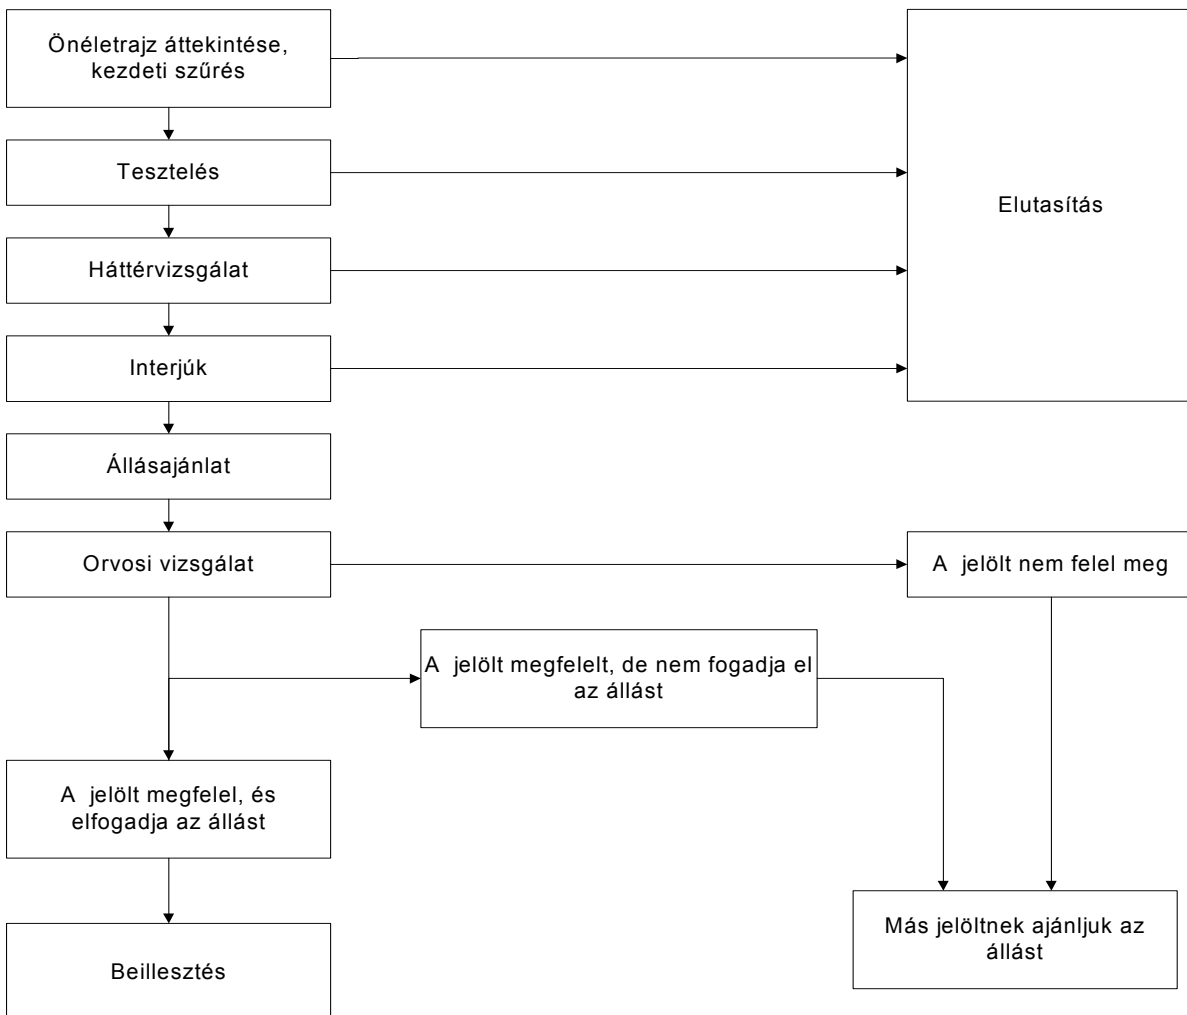 Önéletrajz áttekintése,
kezdeti szűrés
Tesztelés
Elutasítás
Háttérvizsgálat
Interjúk
Állásajánlat
Orvosi vizsgálat
A jelölt nem felel meg
A jelölt megfelelt, de nem fogadja el
az állást
A jelölt megfelel, és
elfogadja az állást
Más jelöltnek ajánljuk az
állást
Beillesztés